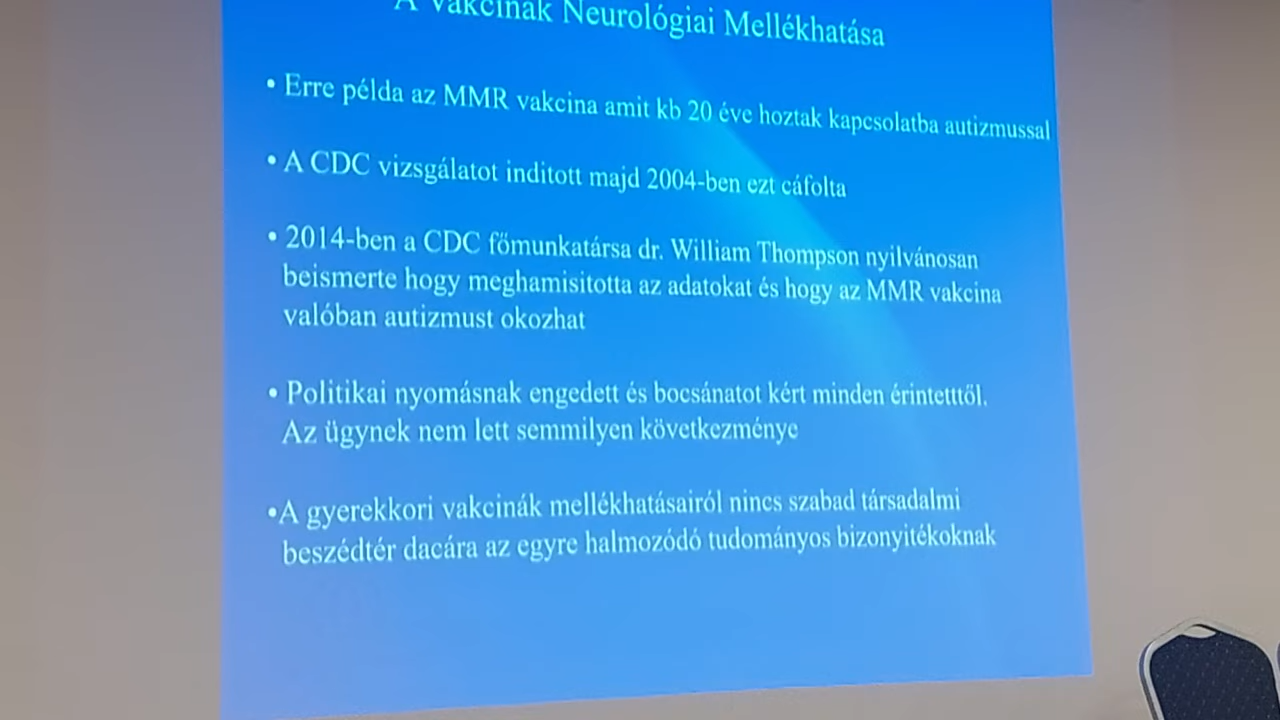 A Vakcinák Neurológiai Mellékhatása
• Erre példa az MMR vakcina amit kb 20 éve hoztak kapcsolatba autizmussal
• A CDC vizsgálatot inditott majd 2004-ben ezt cáfolta
• 2014-ben a CDC főmunkatársa dr. William Thompson nyilvánosan
beismerte hogy meghamisitotta az adatokat és hogy az MMR vakcina
valóban autizmust okozhat
• Politikai nyomásnak engedett és bocsánatot kért minden érintetttől.
Az ügynek nem lett semmilyen következménye
•A gyerekkori vakcinák mellékhatásairól nincs szabad társadalmi
beszédtér dacára az egyre halmozódó tudományos bizonyitékoknak